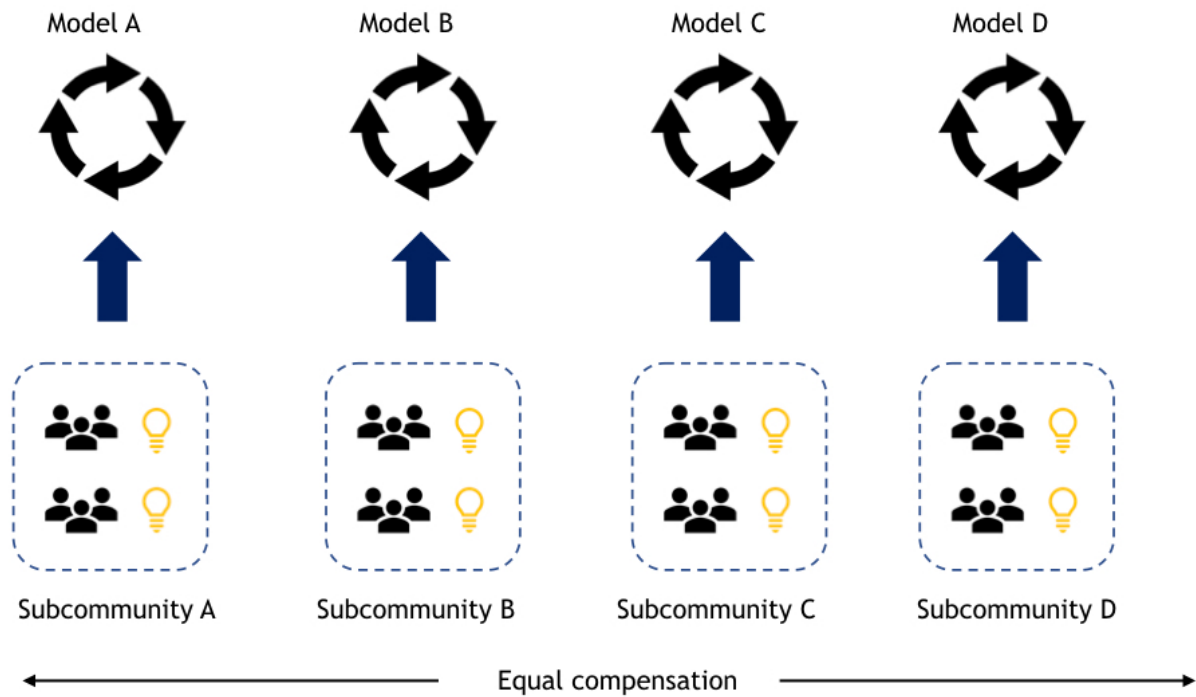 Model A
Model B
Model C
Model D
Subcommunity A
Subcommunity B
Subcommunity C
Subcommunity D
Equal compensation